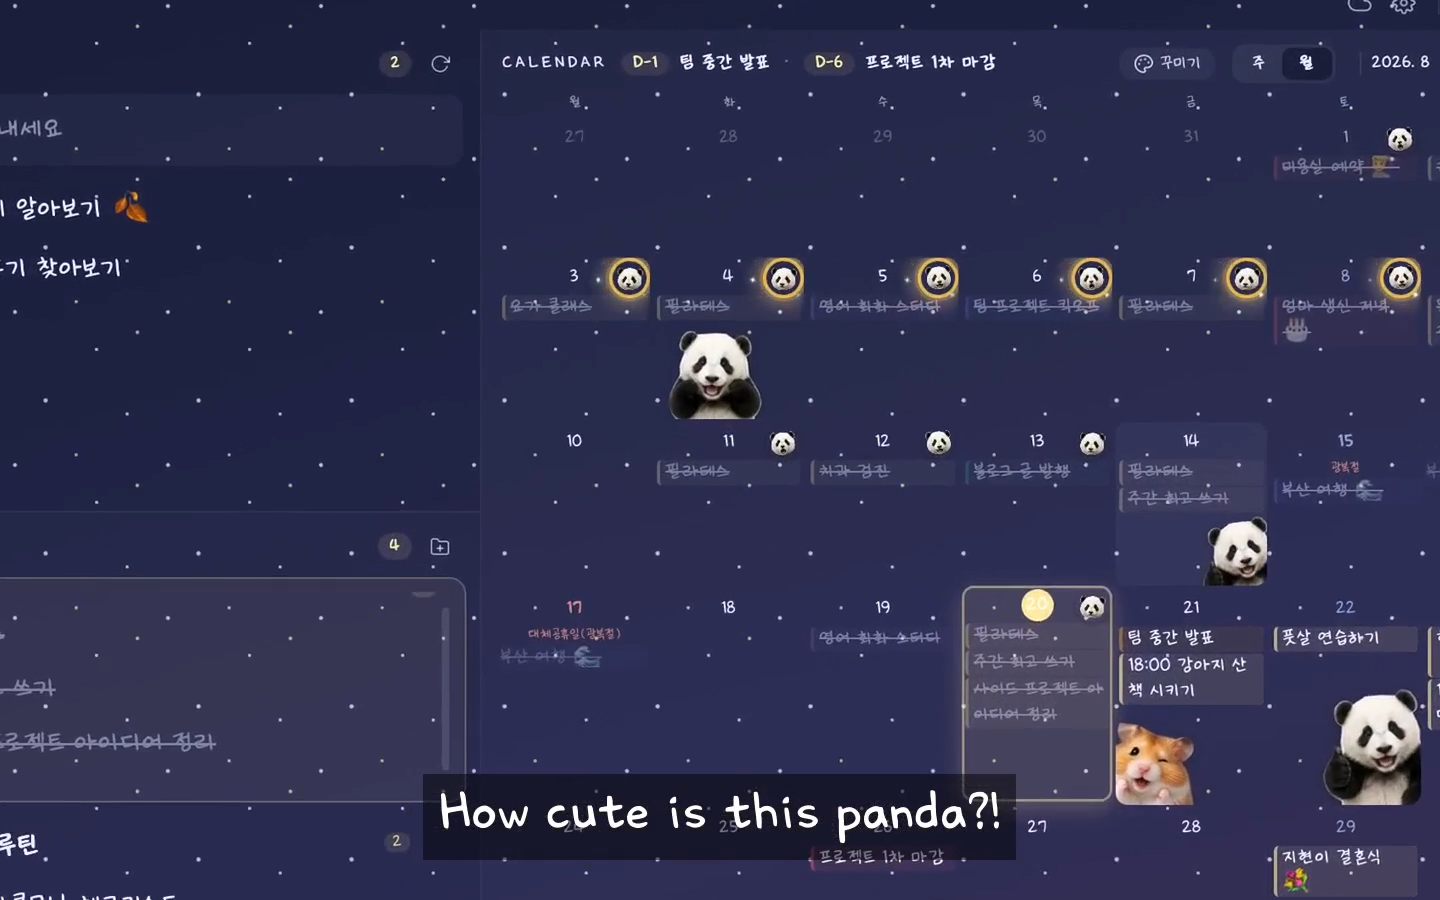 2
CALENDAR D-1 팀 중간 발표 · D-6 프로젝트 1차 마감
꾸미기
주 월
2026. 8
내세요
알아보기
찾아보기
월 화 수 목 금 토
27 28 29 30 31 1
미용실 예약
3 4 5 6 7 8
요가 클래스
필라테스
영어 회화 스터디
팀 프로젝트 킥오프
필라테스
엄마 생신 저녁
10 11 12 13 14 15
필라테스
치과 검진
블로그 글 발행
필라테스
주간 회고 쓰기
광복절
부산 여행
4
17 18 19 20 21 22
대체공휴일(광복절)
부산 여행
영어 회화 스터디
필라테스
주간 회고 쓰기
사이드 프로젝트 아
이디어 정리
팀 중간 발표
18:00 강아지 산
책 시키기
풋살 연습하기
쓰기
로젝트 아이디어 정리
How cute is this panda?!
루틴
2
24 25 26 27 28 29
프로젝트 1차 마감
지현이 결혼식